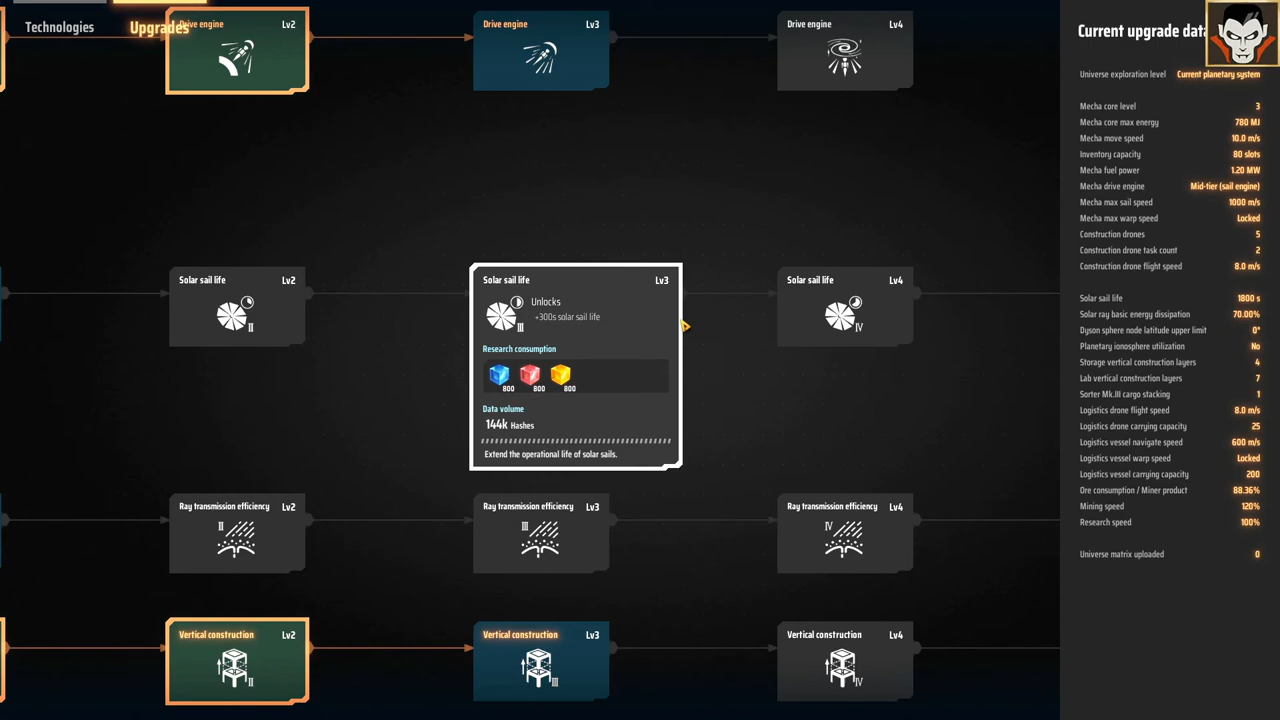 Technologies
Upgrades
Drive engine Lv2
Drive engine Lv3
Drive engine Lv4
Solar sail life Lv2
II
Solar sail life Lv3
III
Unlocks
+300s solar sail life
Research consumption
800 800 800
Data volume
144k Hashes
Extend the operational life of solar sails.
Solar sail life Lv4
IV
Ray transmission efficiency Lv2
II
Ray transmission efficiency Lv3
III
Ray transmission efficiency Lv4
IV
Vertical construction Lv2
II
Vertical construction Lv3
III
Vertical construction Lv4
IV
Current upgrade data
Universe exploration level Current planetary system
Mecha core level 3
Mecha core max energy 780 MJ
Mecha move speed 10.0 m/s
Inventory capacity 80 slots
Mecha fuel power 1.20 MW
Mecha drive engine Mid-tier (sail engine)
Mecha max sail speed 1000 m/s
Mecha max warp speed Locked
Construction drones 5
Construction drone task count 2
Construction drone flight speed 8.0 m/s
Solar sail life 1800 s
Solar ray basic energy dissipation 70.00%
Dyson sphere node latitude upper limit 0°
Planetary ionosphere utilization No
Storage vertical construction layers 4
Lab vertical construction layers 7
Sorter Mk.III cargo stacking 1
Logistics drone flight speed 8.0 m/s
Logistics drone carrying capacity 25
Logistics vessel navigate speed 600 m/s
Logistics vessel warp speed Locked
Logistics vessel carrying capacity 200
Ore consumption / Miner product 88.36%
Mining speed 120%
Research speed 100%
Universe matrix uploaded 0